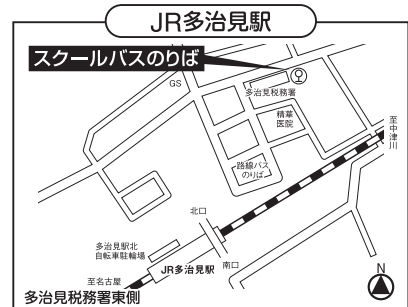 JR多治見駅
スクールバスのりば
GS
多治見税務署
精華
医院
至中津川
路線バス
のりば
北口
多治見駅北
自転車駐輪場
JR多治見駅
南口
至名古屋
多治見税務署東側
N